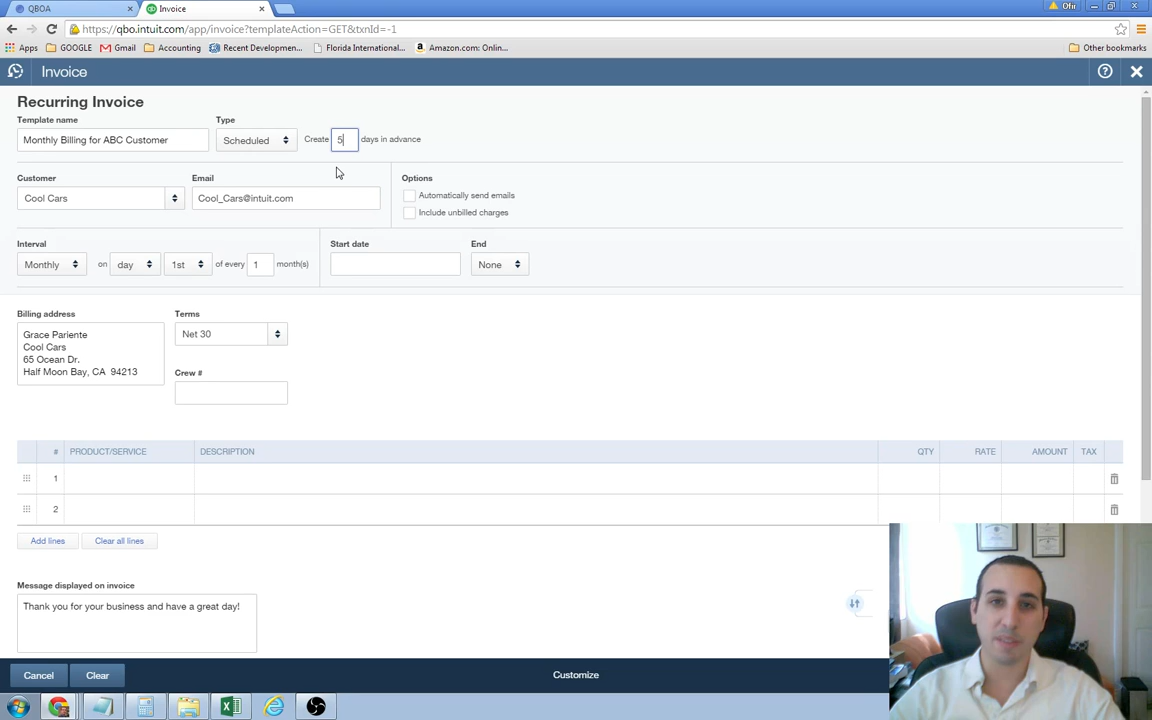 QBOA
Invoice
Ofii
https://qbo.intuit.com/app/invoice?templateAction=GET&txnId=-1
Apps
GOOGLE
Gmail
Accounting
Recent Developmen...
Florida International...
Amazon.com: Onlin...
Other bookmarks
Invoice
Recurring Invoice
Template name
Type
Monthly Billing for ABC Customer
Scheduled
Create 5 days in advance
Customer
Email
Options
Cool Cars
Cool_Cars@intuit.com
Automatically send emails
Include unbilled charges
Interval
Start date
End
Monthly on day 1st of every 1 month(s)
None
Billing address
Terms
Grace Pariente
Cool Cars
65 Ocean Dr.
Half Moon Bay, CA 94213
Net 30
Crew #
# PRODUCT/SERVICE DESCRIPTION QTY RATE AMOUNT TAX
1
2
Add lines
Clear all lines
Message displayed on invoice
Thank you for your business and have a great day!
Cancel
Clear
Customize